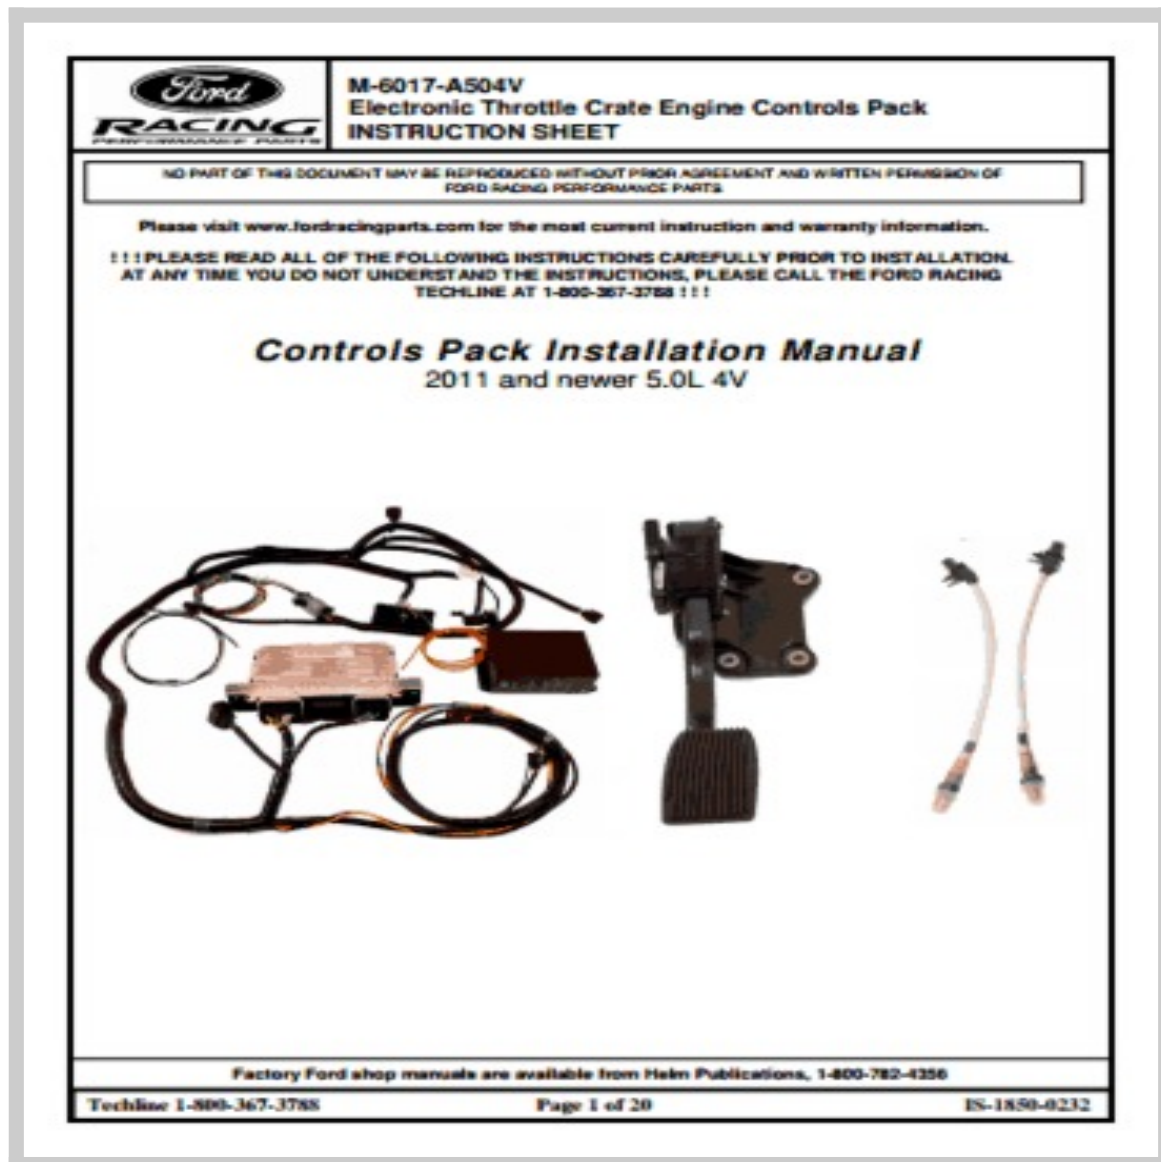 Ford
RACING
PERFORMANCE PARTS
M-6017-A504V
Electronic Throttle Crate Engine Controls Pack
INSTRUCTION SHEET
NO PART OF THIS DOCUMENT MAY BE REPRODUCED WITHOUT PRIOR AGREEMENT AND WRITTEN PERMISSION OF
FORD RACING PERFORMANCE PARTS
Please visit www.fordracingparts.com for the most current instruction and warranty information.
! ! ! PLEASE READ ALL OF THE FOLLOWING INSTRUCTIONS CAREFULLY PRIOR TO INSTALLATION.
AT ANY TIME YOU DO NOT UNDERSTAND THE INSTRUCTIONS, PLEASE CALL THE FORD RACING
TECHLINE AT 1-800-367-3788 ! ! !
Controls Pack Installation Manual
2011 and newer 5.0L 4V
Factory Ford shop manuals are available from Helm Publications, 1-800-782-4356
Techline 1-800-367-3788 Page 1 of 20 IS-1850-0232